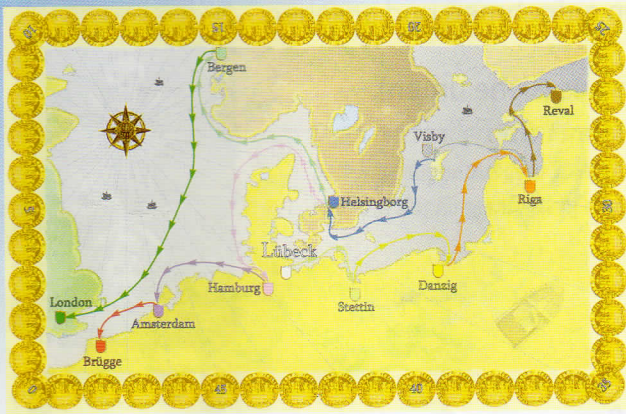 Bergen
Reval
Visby
Riga
Helsingborg
Lübeck
Hamburg
Danzig
Stettin
London
Amsterdam
Brügge